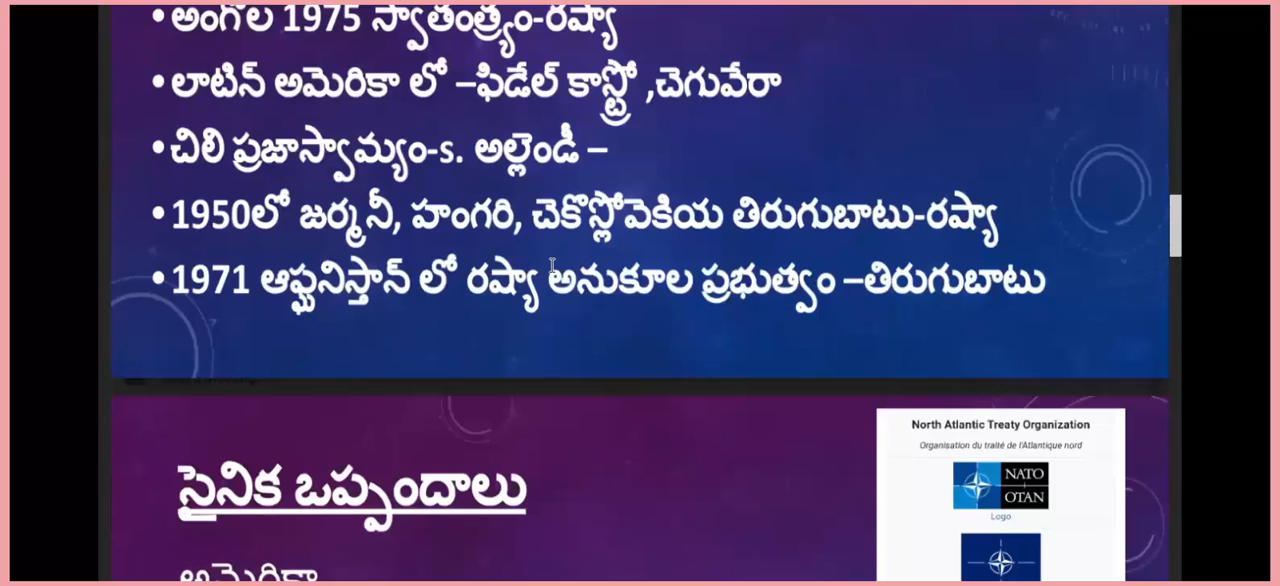 • అంగోల 1975 స్వాతంత్ర్యం-రష్యా
• లాటిన్ అమెరికా లో –ఫిడేల్ కాస్ట్రో ,చెగువేరా
• చిలి ప్రజాస్వామ్యం-s. అల్లెండీ –
• 1950లో జర్మనీ, హంగరి, చెకోస్లోవెకియ తిరుగుబాటు-రష్యా
• 1971 ఆఫ్ఘనిస్తాన్ లో రష్యా అనుకూల ప్రభుత్వం –తిరుగుబాటు
North Atlantic Treaty Organization
Organisation du traité de l'Atlantique nord
NATO
OTAN
Logo
సైనిక ఒప్పందాలు
అమెరికా